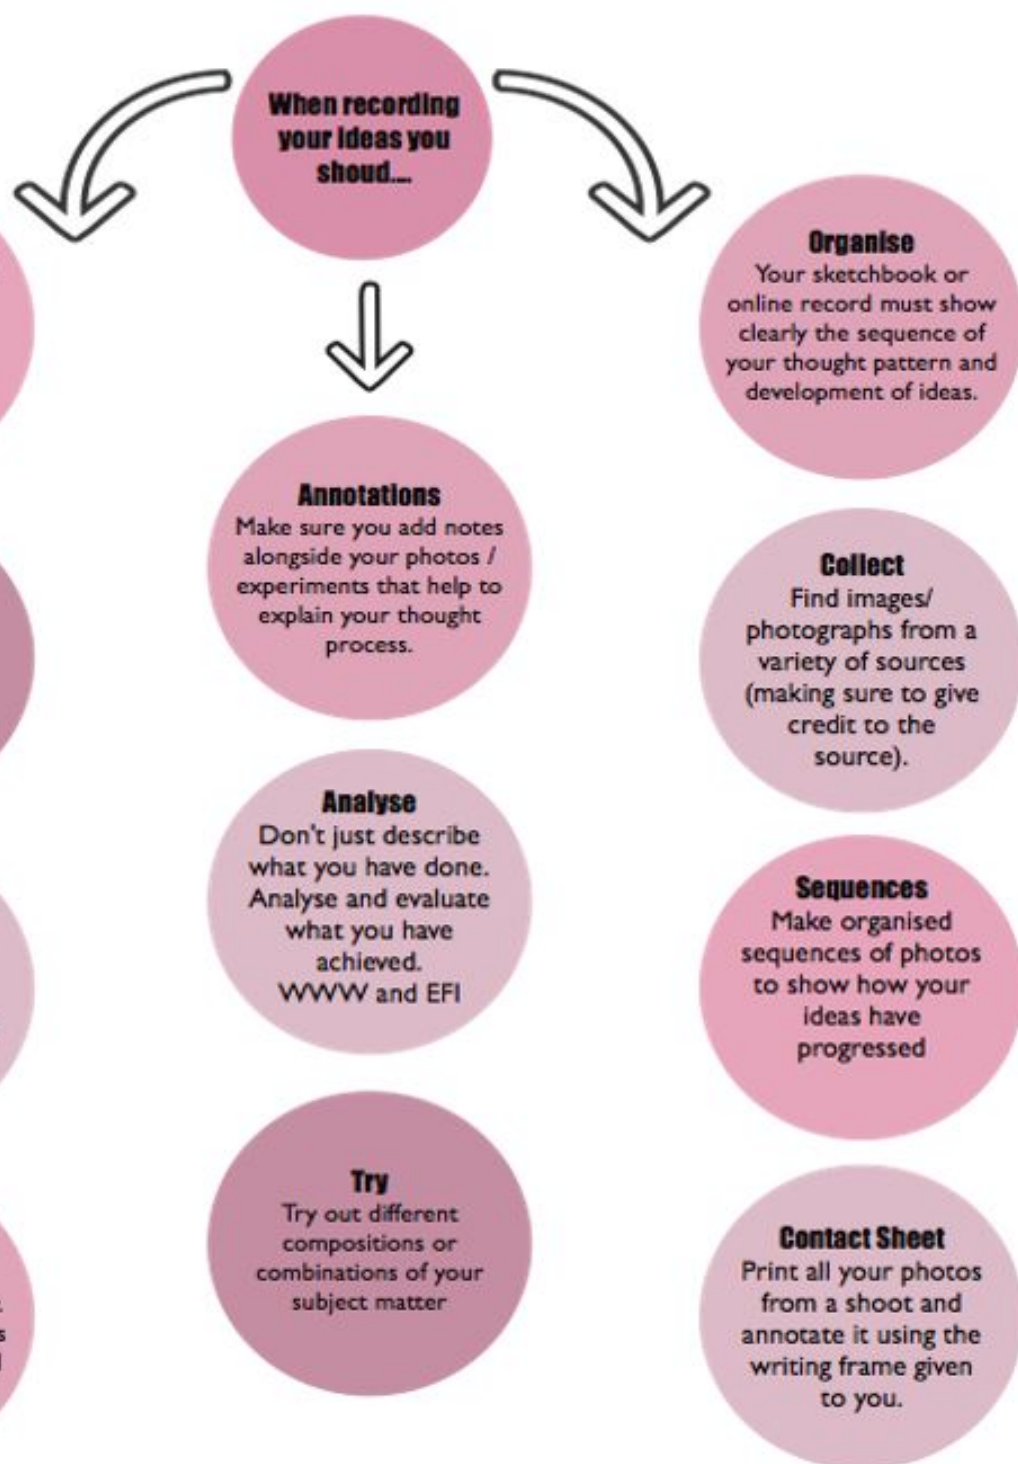 When recording
your ideas you
shoud....
Annotations
Make sure you add notes
alongside your photos /
experiments that help to
explain your thought
process.
Analyse
Don't just describe
what you have done.
Analyse and evaluate
what you have
achieved.
WWW and EFI
Try
Try out different
compositions or
combinations of your
subject matter
Organise
Your sketchbook or
online record must show
clearly the sequence of
your thought pattern and
development of ideas.
Collect
Find images/
photographs from a
variety of sources
(making sure to give
credit to the
source).
Sequences
Make organised
sequences of photos
to show how your
ideas have
progressed
Contact Sheet
Print all your photos
from a shoot and
annotate it using the
writing frame given
to you.